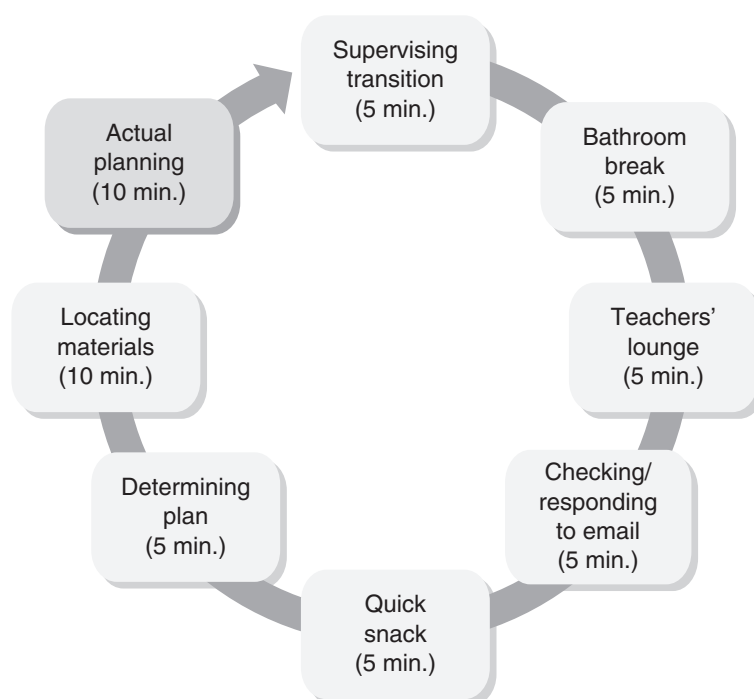 Supervising
transition
(5 min.)
Bathroom
break
(5 min.)
Teachers’
lounge
(5 min.)
Checking/
responding
to email
(5 min.)
Quick
snack
(5 min.)
Determining
plan
(5 min.)
Locating
materials
(10 min.)
Actual
planning
(10 min.)